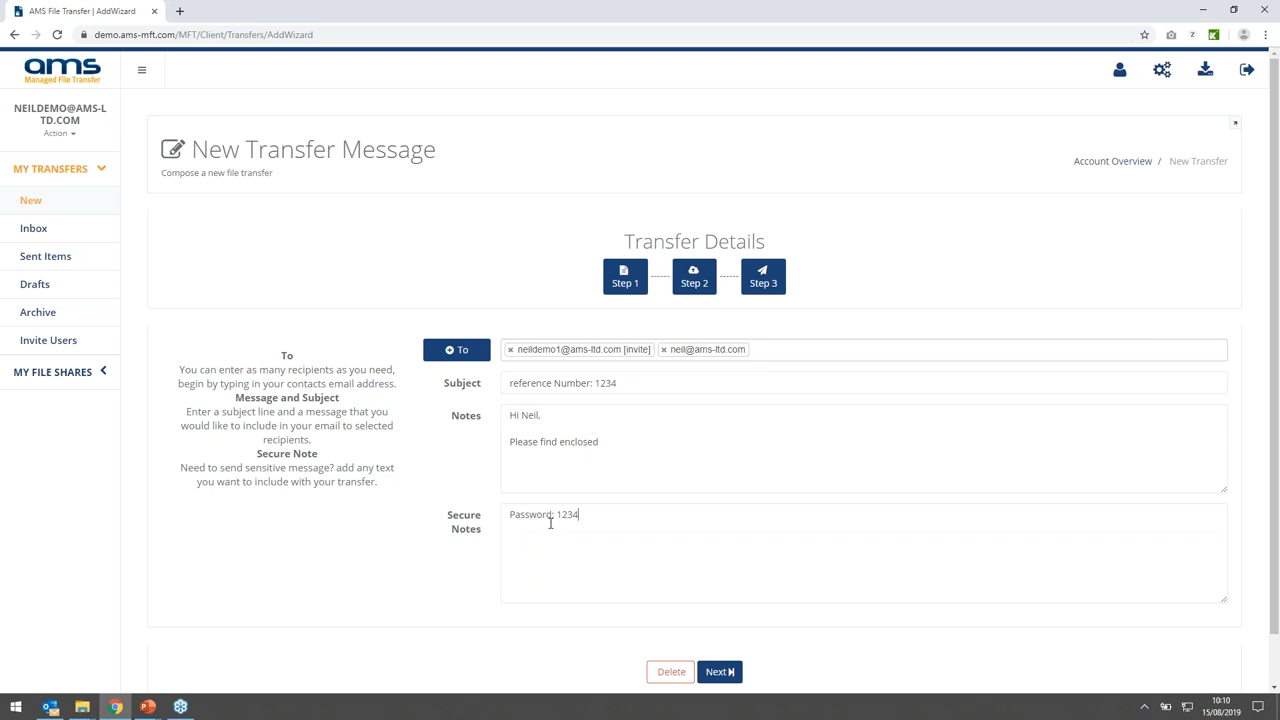 AMS File Transfer | AddWizard
demo.ams-mft.com/MFT/Client/Transfers/AddWizard
ams
Managed File Transfer
NEILDEMO@AMS-L
TD.COM
Action
MY TRANSFERS
New
Inbox
Sent Items
Drafts
Archive
Invite Users
MY FILE SHARES
New Transfer Message
Compose a new file transfer
Account Overview / New Transfer
Transfer Details
Step 1
Step 2
Step 3
To
You can enter as many recipients as you need,
begin by typing in your contacts email address.
Message and Subject
Enter a subject line and a message that you
would like to include in your email to selected
recipients.
Secure Note
Need to send sensitive message? add any text
you want to include with your transfer.
To
× neildemo1@ams-ltd.com [invite] × neil@ams-ltd.com
Subject
reference Number: 1234
Notes
Hi Neil,
Please find enclosed
Secure
Notes
Password: 1234
Delete
Next
10:10
15/08/2019